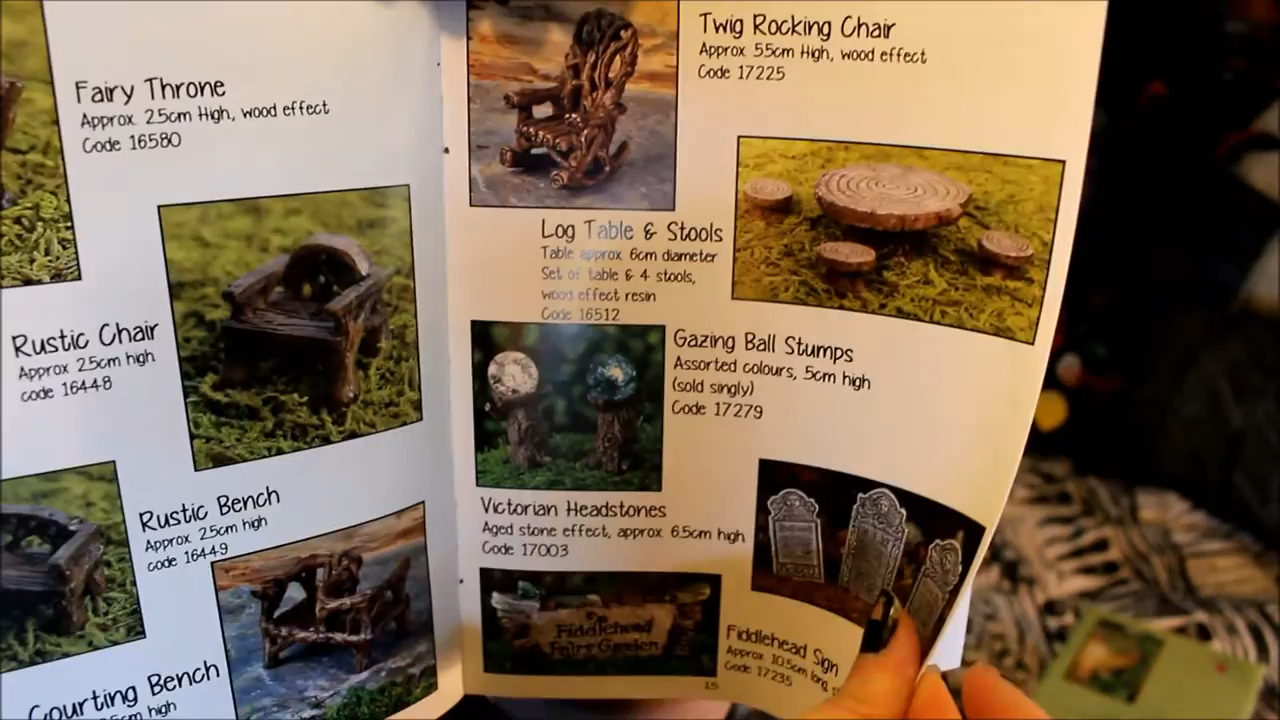 Fairy Throne
Approx 2.5cm High, wood effect
Code 16580
Rustic Chair
Approx 2.5cm high
code 16448
Rustic Bench
Approx 2.5cm high
code 16449
Courting Bench
5cm high
Twig Rocking Chair
Approx 5.5cm High, wood effect
Code 17225
Log Table & Stools
Table approx 6cm diameter
Set of table & 4 stools,
wood effect resin
Code 16512
Gazing Ball Stumps
Assorted colours, 5cm high
(sold singly)
Code 17279
Victorian Headstones
Aged stone effect, approx 6.5cm high
Code 17003
The
Fiddlehead
Fairy Garden
Fiddlehead Sign
Approx 10.5cm long,
Code 17235
15